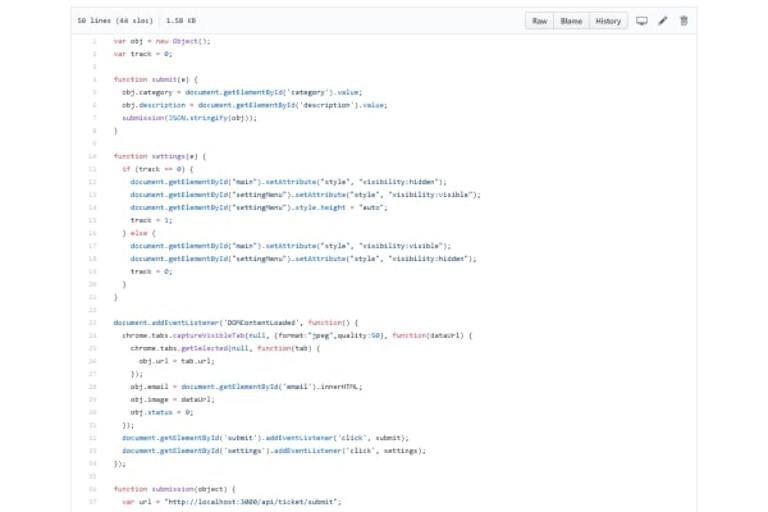 50 lines (44 sloc) 1.58 KB
Raw Blame History
1 var obj = new Object();
2 var track = 0;
3
4 function submit(e) {
5 obj.category = document.getElementById('category').value;
6 obj.description = document.getElementById('description').value;
7 submission(JSON.stringify(obj));
8 }
9
10 function settings(e) {
11 if (track == 0) {
12 document.getElementById("main").setAttribute("style", "visibility:hidden");
13 document.getElementById("settingMenu").setAttribute("style", "visibility:visible");
14 document.getElementById("settingMenu").style.height = "auto";
15 track = 1;
16 } else {
17 document.getElementById("main").setAttribute("style", "visibility:visible");
18 document.getElementById("settingMenu").setAttribute("style", "visibility:hidden");
19 track = 0;
20 }
21 }
22
23 document.addEventListener('DOMContentLoaded', function() {
24 chrome.tabs.captureVisibleTab(null, {format:"jpeg",quality:50}, function(dataUrl) {
25 chrome.tabs.getSelected(null, function(tab) {
26 obj.url = tab.url;
27 });
28 obj.email = document.getElementById('email').innerHTML;
29 obj.image = dataUrl;
30 obj.status = 0;
31 });
32 document.getElementById('submit').addEventListener('click', submit);
33 document.getElementById('settings').addEventListener('click', settings);
34 });
35
36 function submission(object) {
37 var url = "http://localhost:3000/api/ticket/submit";